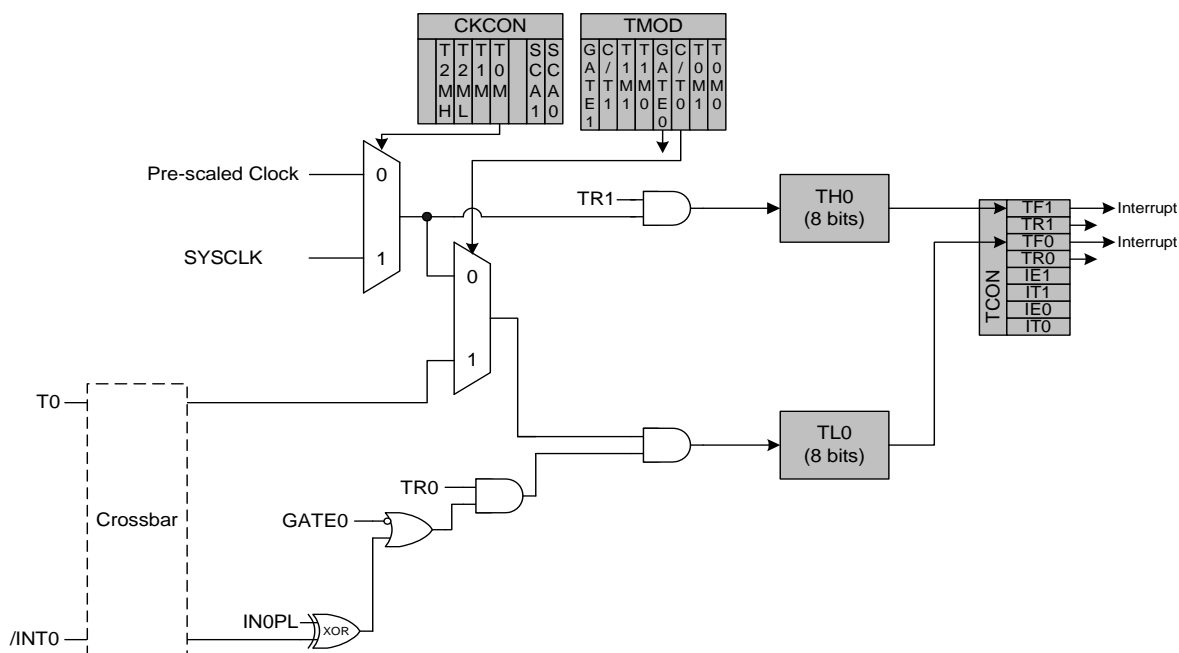 CKCON
T2MH T2ML T1M T0M SCA1 SCA0
TMOD
GATE1 C/T1 T1M1 T1M0 GATE0 C/T0 T0M1 T0M0
Pre-scaled Clock
0
SYSCLK
1
TR1
TH0
(8 bits)
TCON
TF1
TR1
TF0
TR0
IE1
IT1
IE0
IT0
Interrupt
Interrupt
0
1
T0
Crossbar
TL0
(8 bits)
TR0
GATE0
IN0PL
XOR
/INT0